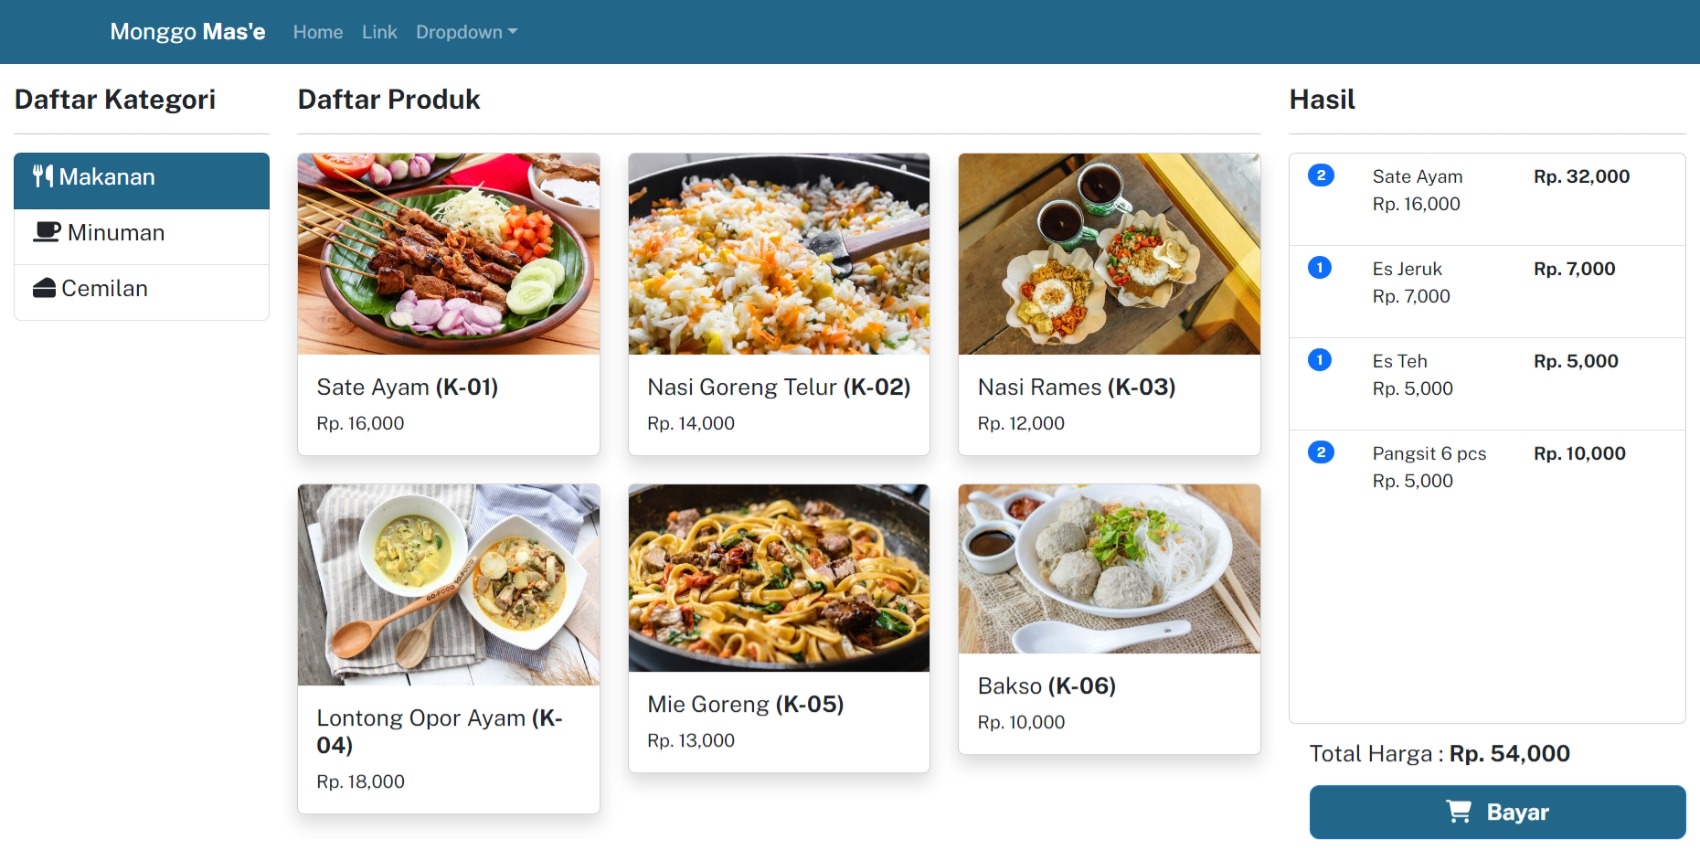 Monggo Mas'e Home Link Dropdown
Daftar Kategori
Makanan
Minuman
Cemilan
Daftar Produk
Sate Ayam (K-01)
Rp. 16,000
Nasi Goreng Telur (K-02)
Rp. 14,000
Nasi Rames (K-03)
Rp. 12,000
Lontong Opor Ayam (K-
04)
Rp. 18,000
Mie Goreng (K-05)
Rp. 13,000
Bakso (K-06)
Rp. 10,000
Hasil
2 Sate Ayam Rp. 32,000
Rp. 16,000
1 Es Jeruk Rp. 7,000
Rp. 7,000
1 Es Teh Rp. 5,000
Rp. 5,000
2 Pangsit 6 pcs Rp. 10,000
Rp. 5,000
Total Harga : Rp. 54,000
Bayar